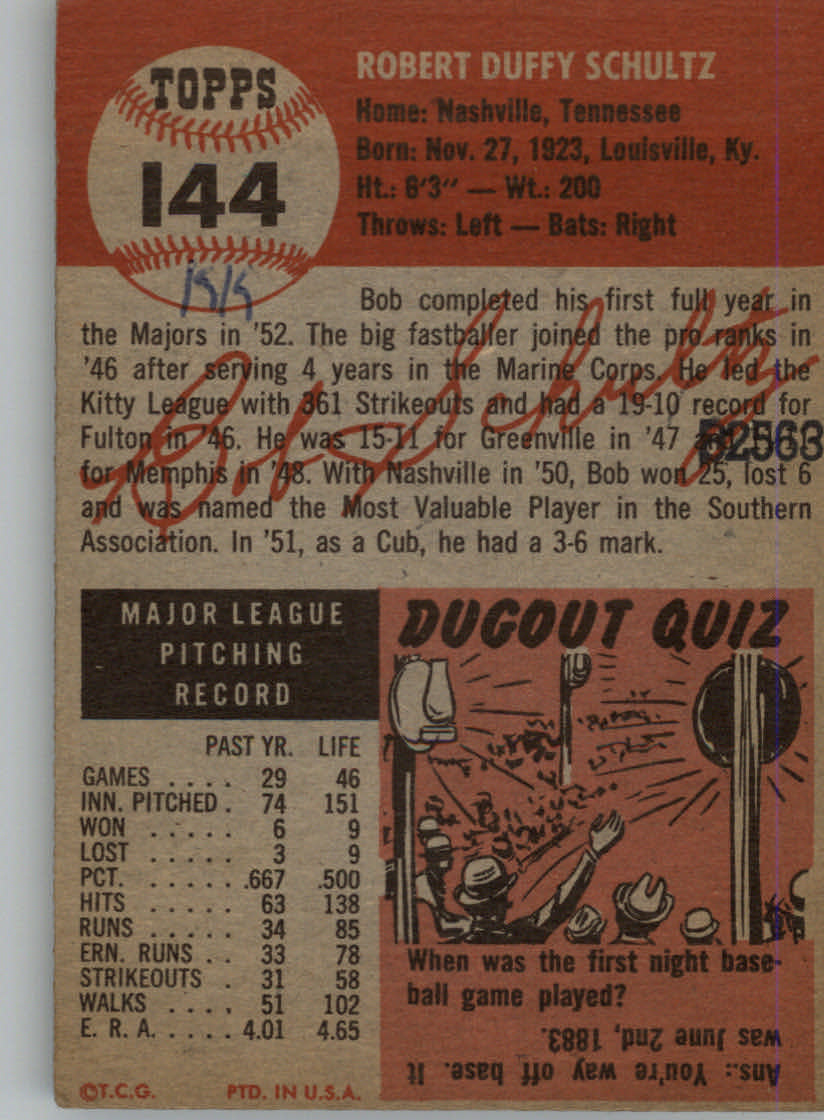 TOPPS
144
ROBERT DUFFY SCHULTZ
Home: Nashville, Tennessee
Born: Nov. 27, 1923, Louisville, Ky.
Ht.: 6'3" — Wt.: 200
Throws: Left — Bats: Right
Bob completed his first full year in
the Majors in '52. The big fastballer joined the pro ranks in
'46 after serving 4 years in the Marine Corps. He led the
Kitty League with 361 Strikeouts and had a 19-10 record for
Fulton in '46. He was 15-11 for Greenville in '47
52563
for Memphis in '48. With Nashville in '50, Bob won 25, lost 6
and was named the Most Valuable Player in the Southern
Association. In '51, as a Cub, he had a 3-6 mark.
Bob Schultz
MAJOR LEAGUE
PITCHING
RECORD
PAST YR. LIFE
GAMES .... 29 46
INN. PITCHED . 74 151
WON ..... 6 9
LOST ..... 3 9
PCT. ...... .667 .500
HITS ..... 63 138
RUNS ..... 34 85
ERN. RUNS .. 33 78
STRIKEOUTS . 31 58
WALKS .... 51 102
E. R. A. .... 4.01 4.65
DUGOUT QUIZ
When was the first night base-
ball game played?
Ans.: You're way off base. It
was June 2nd, 1883.
©T.C.G. PTD. IN U.S.A.